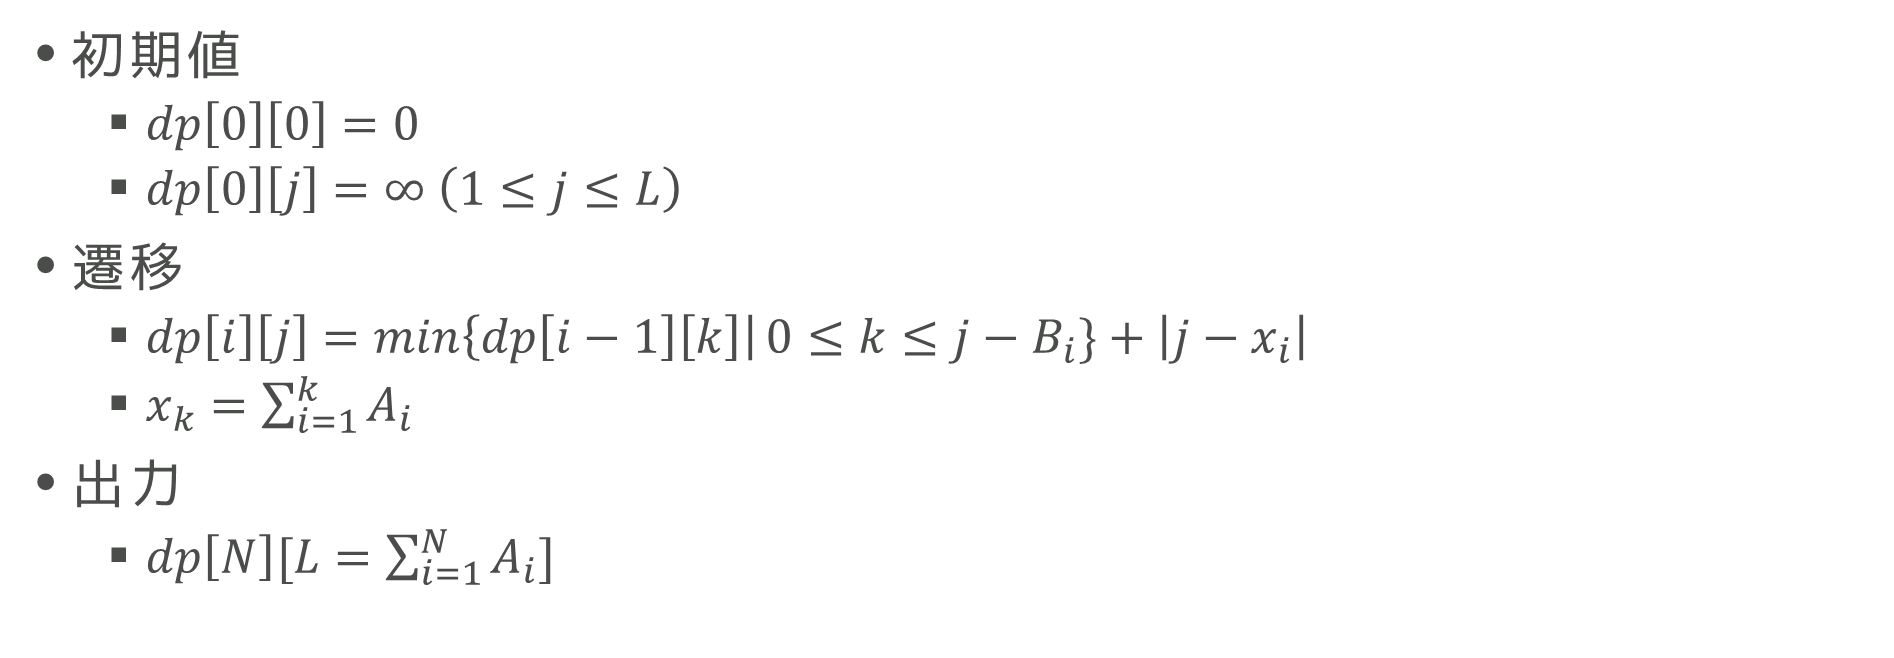 • 初期値
▪ dp[0][0] = 0
▪ dp[0][j] = ∞ (1 ≤ j ≤ L)
• 遷移
▪ dp[i][j] = min{dp[i − 1][k]| 0 ≤ k ≤ j − B_i} + |j − x_i|
▪ x_k = ∑_{i=1}^{k} A_i
• 出力
▪ dp[N][L = ∑_{i=1}^{N} A_i]